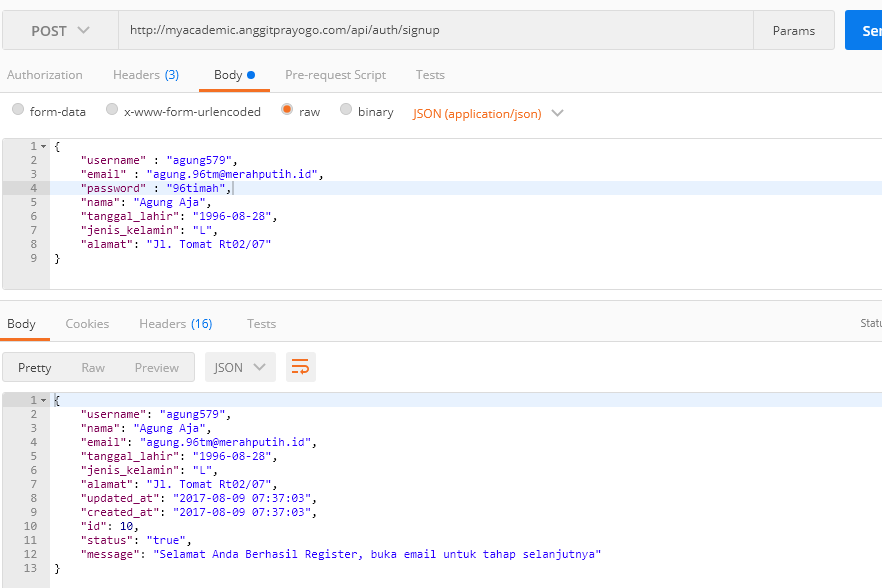 POST http://myacademic.anggitprayogo.com/api/auth/signup Params
Authorization Headers (3) Body Pre-request Script Tests
form-data x-www-form-urlencoded raw binary JSON (application/json)
1 {
2 "username" : "agung579",
3 "email" : "agung.96tm@merahputih.id",
4 "password" : "96timah",
5 "nama": "Agung Aja",
6 "tanggal_lahir": "1996-08-28",
7 "jenis_kelamin": "L",
8 "alamat": "Jl. Tomat Rt02/07"
9 }
Body Cookies Headers (16) Tests
Pretty Raw Preview JSON
1 {
2 "username": "agung579",
3 "nama": "Agung Aja",
4 "email": "agung.96tm@merahputih.id",
5 "tanggal_lahir": "1996-08-28",
6 "jenis_kelamin": "L",
7 "alamat": "Jl. Tomat Rt02/07",
8 "updated_at": "2017-08-09 07:37:03",
9 "created_at": "2017-08-09 07:37:03",
10 "id": 10,
11 "status": "true",
12 "message": "Selamat Anda Berhasil Register, buka email untuk tahap selanjutnya"
13 }